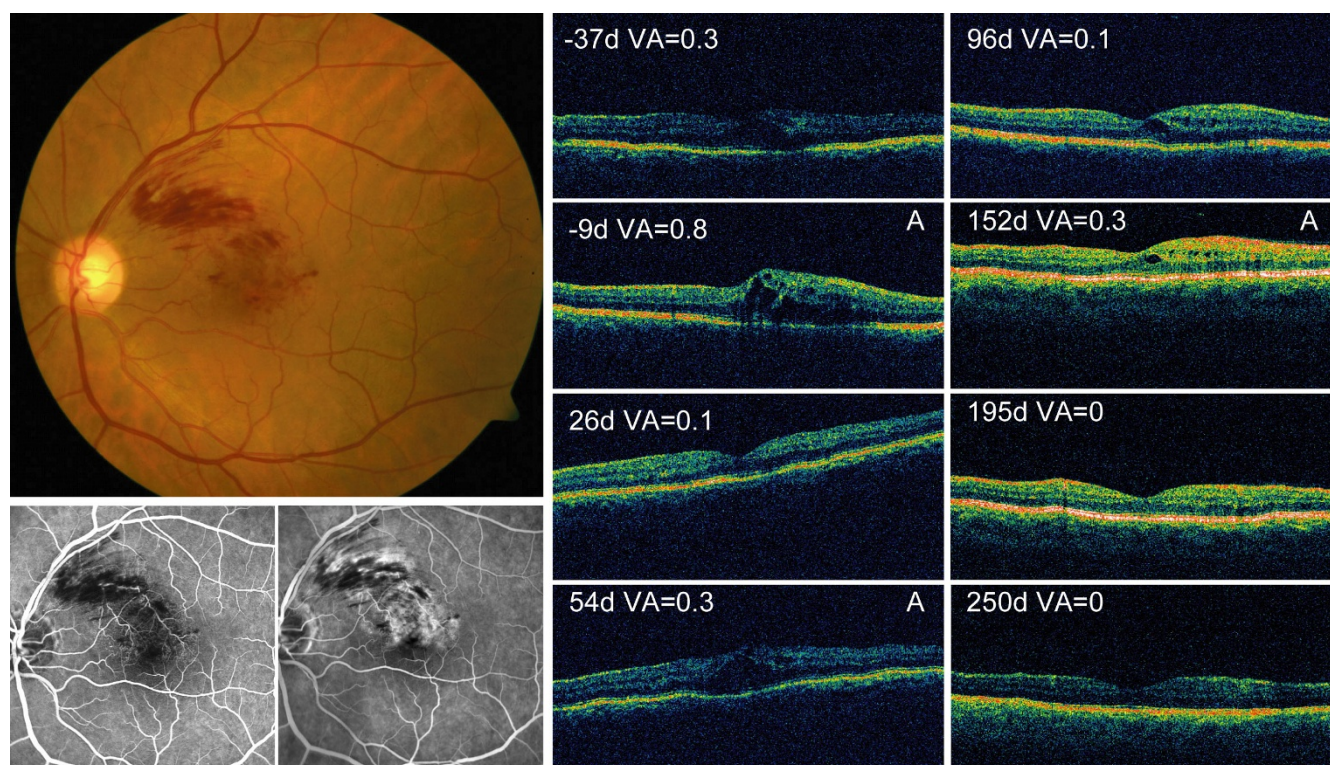 -37d VA=0.3
-9d VA=0.8 A
26d VA=0.1
54d VA=0.3 A
96d VA=0.1
152d VA=0.3 A
195d VA=0
250d VA=0